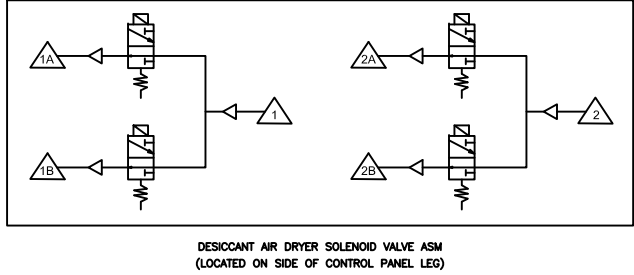 1A
2A
1
2
1B
2B
DESICCANT AIR DRYER SOLENOID VALVE ASM
(LOCATED ON SIDE OF CONTROL PANEL LEG)